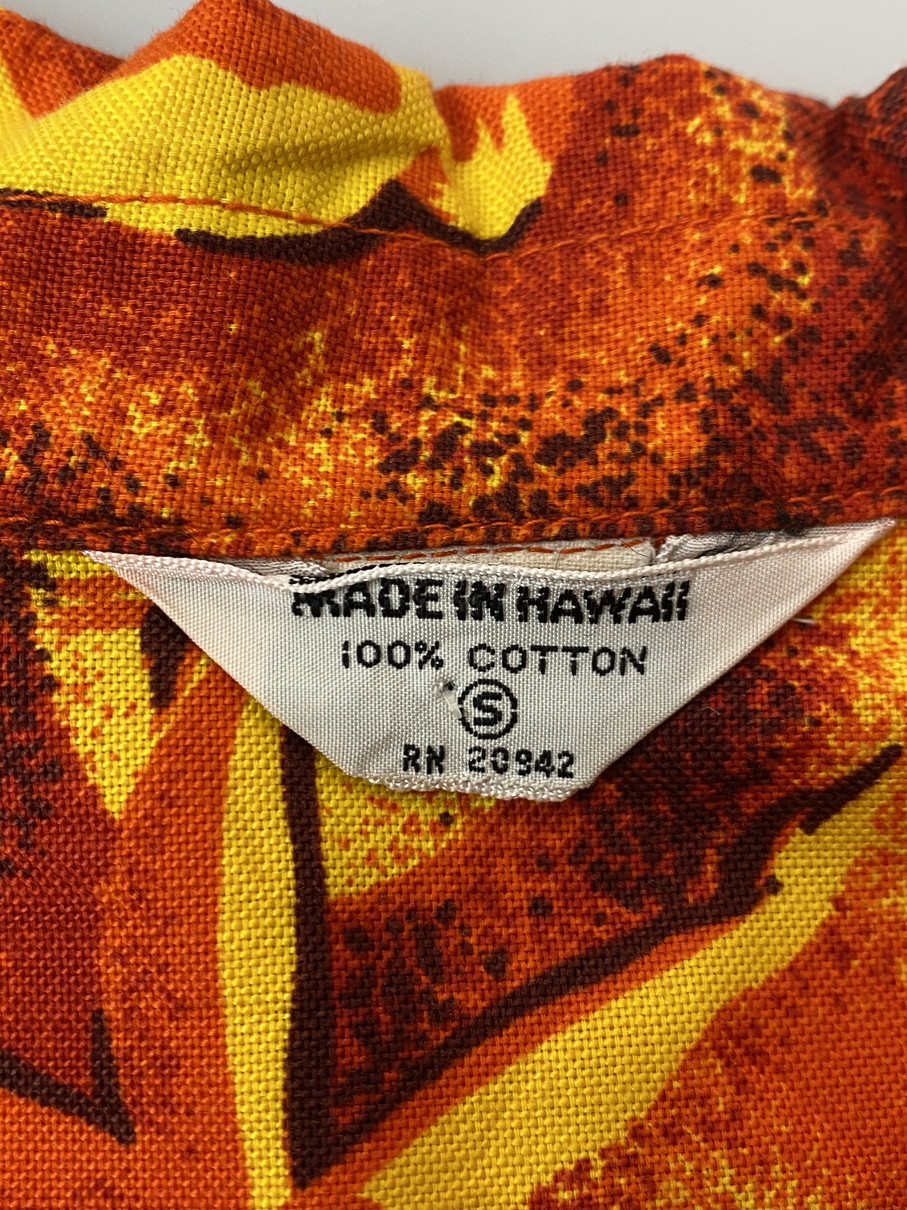 MADE IN HAWAII
100% COTTON
S
RN 20942